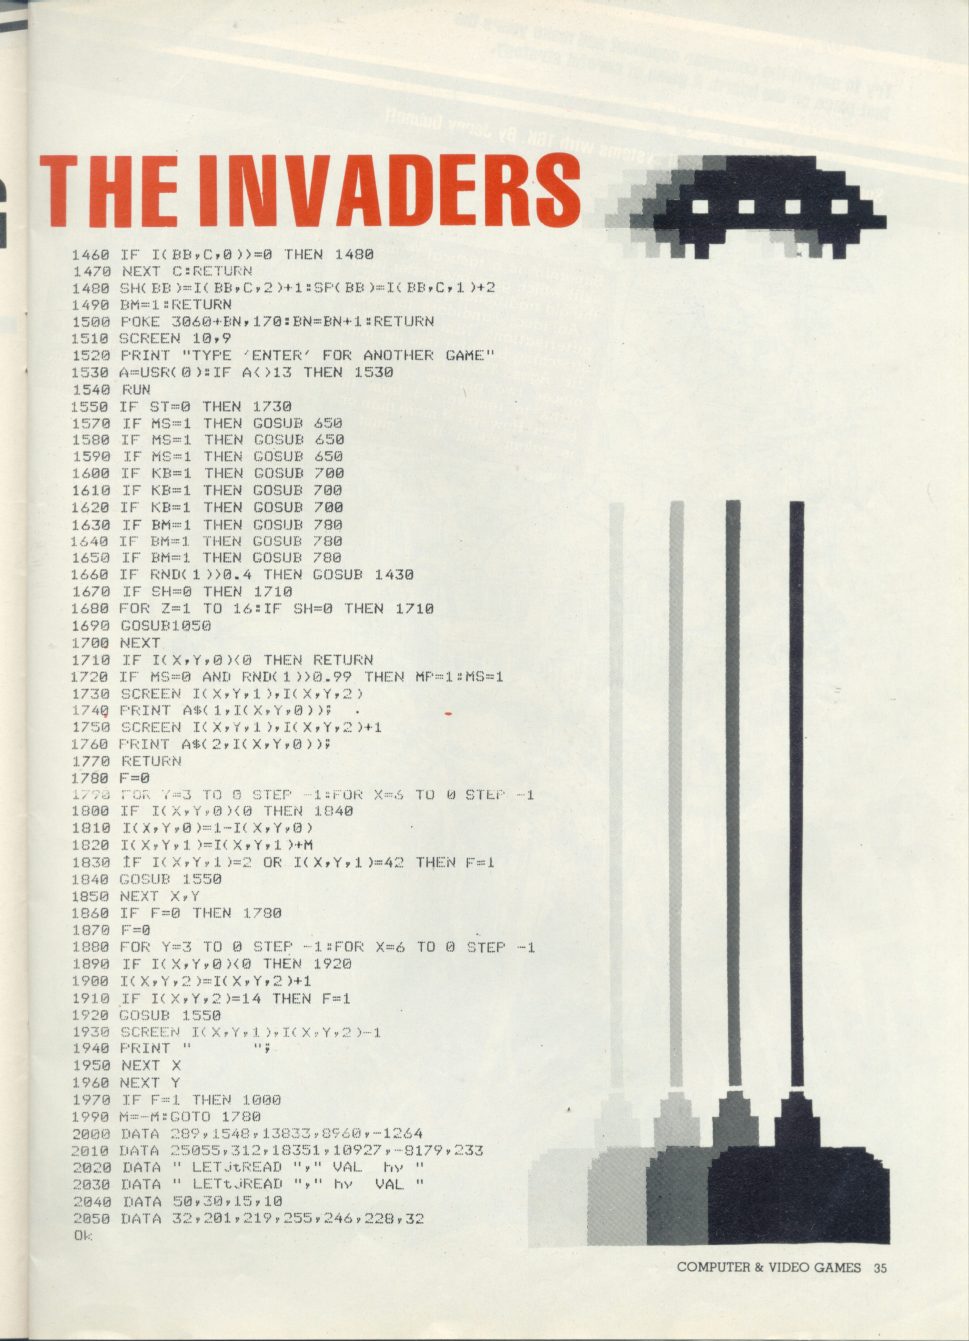 THE INVADERS
1460 IF I(BB,C,0))=0 THEN 1480
1470 NEXT C:RETURN
1480 SH(BB)=I(BB,C,2)+1:SP(BB)=I(BB,C,1)+2
1490 BM=1:RETURN
1500 POKE 3060+BN,170:BN=BN+1:RETURN
1510 SCREEN 10,9
1520 PRINT "TYPE 'ENTER' FOR ANOTHER GAME"
1530 A=USR(0):IF A<>13 THEN 1530
1540 RUN
1550 IF ST=0 THEN 1730
1570 IF MS=1 THEN GOSUB 650
1580 IF MS=1 THEN GOSUB 650
1590 IF MS=1 THEN GOSUB 650
1600 IF KB=1 THEN GOSUB 700
1610 IF KB=1 THEN GOSUB 700
1620 IF KB=1 THEN GOSUB 700
1630 IF BM=1 THEN GOSUB 780
1640 IF BM=1 THEN GOSUB 780
1650 IF BM=1 THEN GOSUB 780
1660 IF RND(1)>0.4 THEN GOSUB 1430
1670 IF SH=0 THEN 1710
1680 FOR Z=1 TO 16:IF SH=0 THEN 1710
1690 GOSUB1050
1700 NEXT
1710 IF I(X,Y,0)<0 THEN RETURN
1720 IF MS=0 AND RND(1)>0.99 THEN MP=1:MS=1
1730 SCREEN I(X,Y,1),I(X,Y,2)
1740 PRINT A$(1,I(X,Y,0));
1750 SCREEN I(X,Y,1),I(X,Y,2)+1
1760 PRINT A$(2,I(X,Y,0));
1770 RETURN
1780 F=0
1790 FOR Y=3 TO 0 STEP -1:FOR X=6 TO 0 STEP -1
1800 IF I(X,Y,0)<0 THEN 1840
1810 I(X,Y,0)=1-I(X,Y,0)
1820 I(X,Y,1)=I(X,Y,1)+M
1830 IF I(X,Y,1)=2 OR I(X,Y,1)=42 THEN F=1
1840 GOSUB 1550
1850 NEXT X,Y
1860 IF F=0 THEN 1780
1870 F=0
1880 FOR Y=3 TO 0 STEP -1:FOR X=6 TO 0 STEP -1
1890 IF I(X,Y,0)<0 THEN 1920
1900 I(X,Y,2)=I(X,Y,2)+1
1910 IF I(X,Y,2)=14 THEN F=1
1920 GOSUB 1550
1930 SCREEN I(X,Y,1),I(X,Y,2)-1
1940 PRINT "       ";
1950 NEXT X
1960 NEXT Y
1970 IF F=1 THEN 1000
1990 M=-M:GOTO 1780
2000 DATA 289,1548,13833,8960,-1264
2010 DATA 25055,312,18351,10927,-8179,233
2020 DATA " LETJtREAD "," VAL  hv "
2030 DATA " LETtJREAD "," hv  VAL "
2040 DATA 50,30,15,10
2050 DATA 32,201,219,255,246,228,32
Ok
COMPUTER & VIDEO GAMES 35